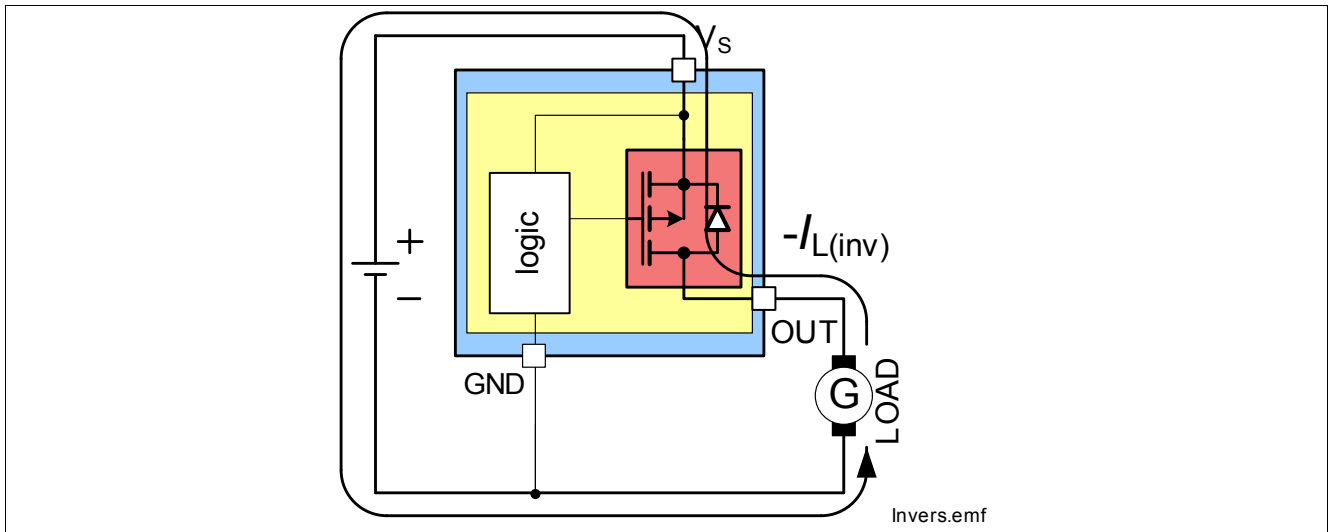 VS
+
−
logic
-IL(inv)
OUT
GND
G
LOAD
Invers.emf